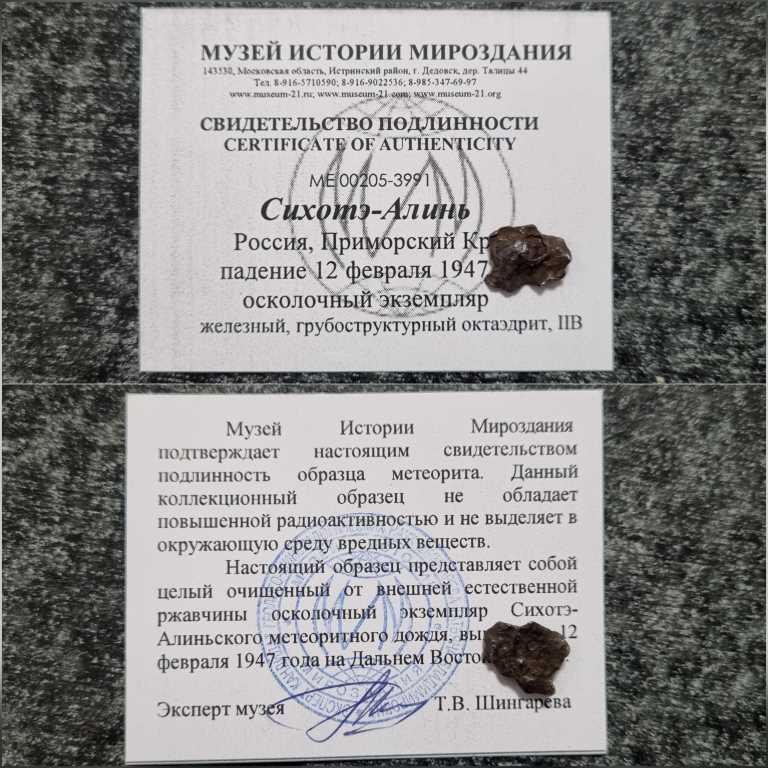 МУЗЕЙ ИСТОРИИ МИРОЗДАНИЯ
143530, Московская область, Истринский район, г. Дедовск, дер. Талицы 44
Тел. 8-916-5710590; 8-916-9022536; 8-985-347-69-97
www.museum-21.ru; www.museum-21.com; www.museum-21.org
СВИДЕТЕЛЬСТВО ПОДЛИННОСТИ
CERTIFICATE OF AUTHENTICITY
МЕ 00205-3991
Сихотэ-Алинь
Россия, Приморский Кр
падение 12 февраля 1947
осколочный экземпляр
железный, грубоструктурный октаэдрит, IIB
Музей Истории Мироздания
подтверждает настоящим свидетельством
подлинность образца метеорита. Данный
коллекционный образец не обладает
повышенной радиоактивностью и не выделяет в
окружающую среду вредных веществ.
Настоящий образец представляет собой
целый очищенный от внешней естественной
ржавчины осколочный экземпляр Сихотэ-
Алиньского метеоритного дождя, 12
февраля 1947 года на Дальнем Восток
Эксперт музея Т.В. Шингарева